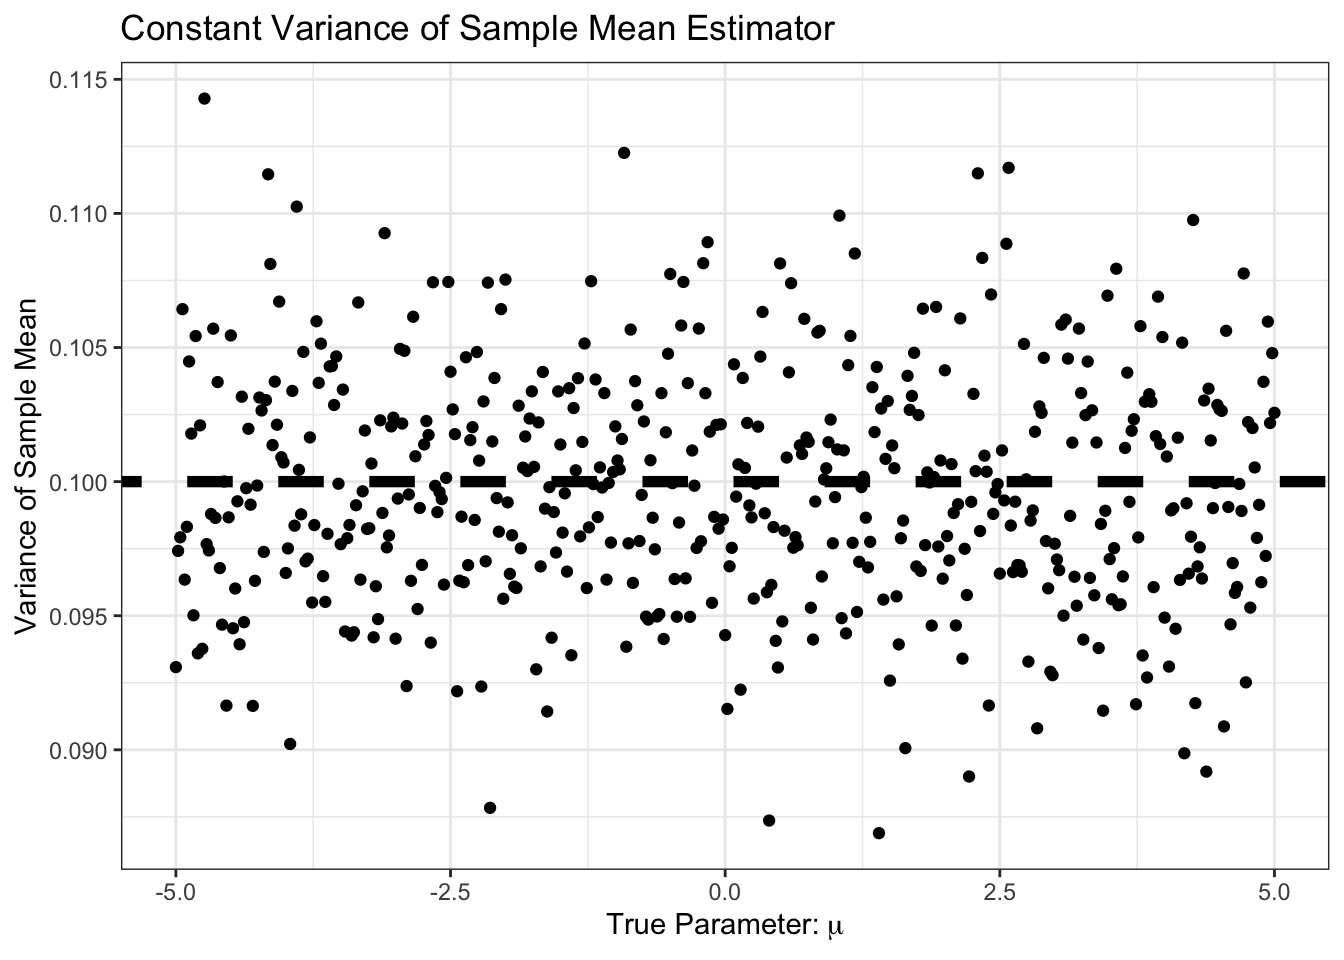 Constant Variance of Sample Mean Estimator
0.115
0.110
0.105
0.100
0.095
0.090
Variance of Sample Mean
-5.0 -2.5 0.0 2.5 5.0
True Parameter: μ